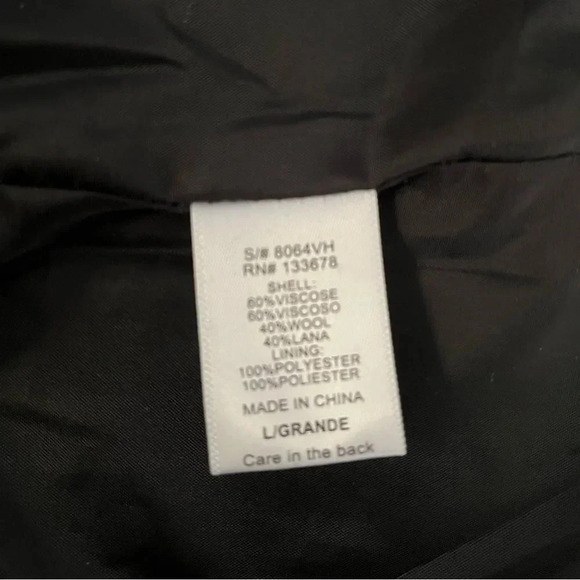 S/# 8064VH
RN# 133678
SHELL:
60%VISCOSE
60%VISCOSO
40%WOOL
40%LANA
LINING:
100%POLYESTER
100%POLIESTER
MADE IN CHINA
L/GRANDE
Care in the back